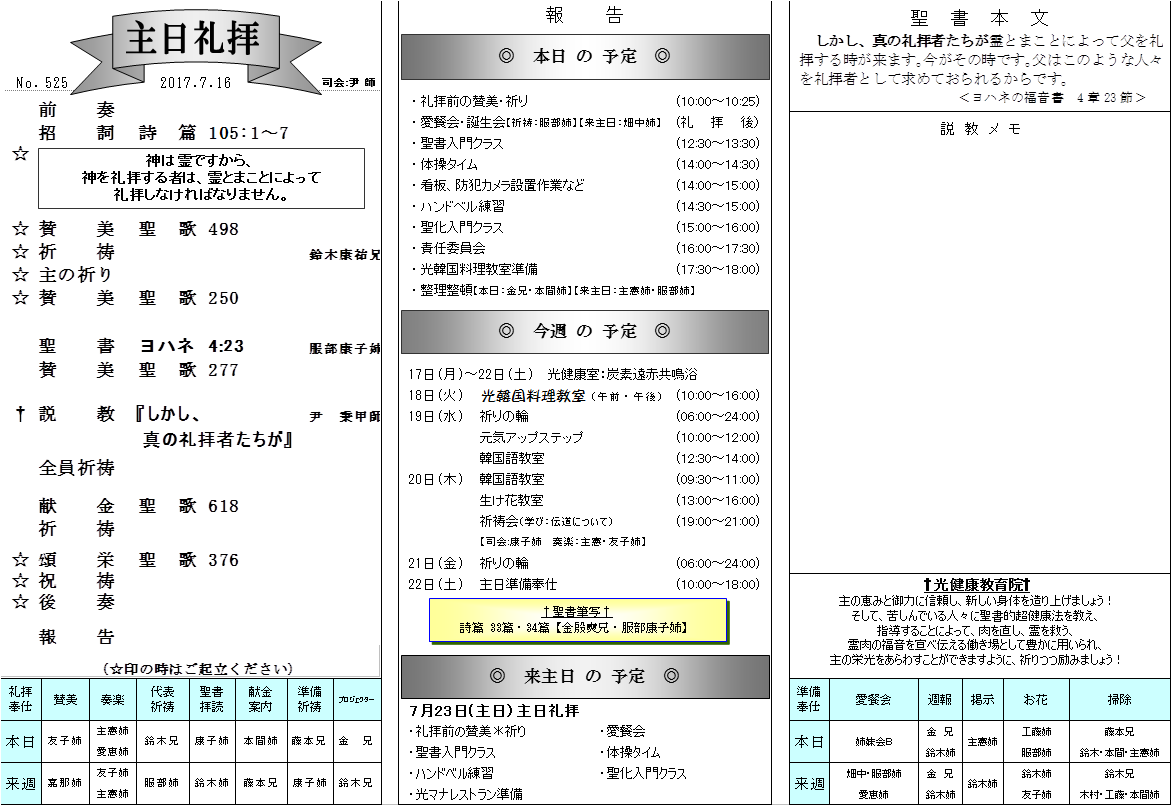 主日礼拝
No. 525　2017.7.16　司会:尹 師
前　奏
招　詞　詩　篇　105:1～7
☆
神は霊ですから、
神を礼拝する者は、霊とまことによって
礼拝しなければなりません。
☆ 賛　美　聖　歌　498
☆ 祈　祷　鈴木康祐兄
☆ 主の祈り
☆ 賛　美　聖　歌　250
聖　書　ヨハネ 4:23　服部康子姉
賛　美　聖　歌　277
✝ 説　教　『しかし、　尹　秉甲師
真の礼拝者たちが』
全員祈祷
献　金　聖　歌　618
祈　祷
☆ 頌　栄　聖　歌　376
☆ 祝　祷
☆ 後　奏
報　告
(☆印の時はご起立ください)
礼拝奉仕　賛美　奏楽　代表祈祷　聖書拝読　献金案内　準備祈祷　プロジェクター
本日　友子姉　主憲姉 愛恵姉　鈴木兄　康子姉　本間姉　藤本兄　金　兄
来週　嘉那姉　友子姉 主憲姉　服部姉　鈴木姉　藤本兄　康子姉　鈴木兄
報　告
◎　本日 の 予定　◎
・礼拝前の賛美・祈り　(10:00～10:25)
・愛餐会・誕生会【祈祷:服部姉】【来主日:畑中姉】　(礼　拝　後)
・聖書入門クラス　(12:30～13:30)
・体操タイム　(14:00～14:30)
・看板、防犯カメラ設置作業など　(14:00～15:00)
・ハンドベル練習　(14:30～15:00)
・聖化入門クラス　(15:00～16:00)
・責任委員会　(16:00～17:30)
・光韓国料理教室準備　(17:30～18:00)
・整理整頓【本日:金兄・本間姉】【来主日:主憲姉・服部姉】
◎　今週 の 予定　◎
17日(月)～22日(土)　光健康室:炭素遠赤共鳴浴
18日(火)　光韓国料理教室(午前・午後)　(10:00～16:00)
19日(水)　祈りの輪　(06:00～24:00)
元気アップステップ　(10:00～12:00)
韓国語教室　(12:30～14:00)
20日(木)　韓国語教室　(09:30～11:00)
生け花教室　(13:00～16:00)
祈祷会(学び:伝道について)　(19:00～21:00)
【司会:康子姉　奏楽:主憲・友子姉】
21日(金)　祈りの輪　(06:00～24:00)
22日(土)　主日準備奉仕　(10:00～18:00)
✝聖書筆写✝
詩篇 33篇・34篇【金殷奭兄・服部康子姉】
◎　来主日 の 予定　◎
7月23日(主日)主日礼拝
・礼拝前の賛美＊祈り　・愛餐会
・聖書入門クラス　・体操タイム
・ハンドベル練習　・聖化入門クラス
・光マナレストラン準備
聖　書　本　文
しかし、真の礼拝者たちが霊とまことによって父を礼
拝する時が来ます。今がその時です。父はこのような人々
を礼拝者として求めておられるからです。
＜ヨハネの福音書　4章23節＞
説 教 メ モ
✝光健康教育院✝
主の恵みと御力に信頼し、新しい身体を造り上げましょう！
そして、苦しんでいる人々に聖書的超健康法を教え、
指導することによって、肉を直し、霊を救う、
霊肉の福音を宣べ伝える働き場として豊かに用いられ、
主の栄光をあらわすことができますように、祈りつつ励みましょう！
準備奉仕　愛餐会　週報　掲示　お花　掃除
本日　姉妹会B　金　兄 鈴木姉　主憲姉　工藤姉 服部姉　藤本兄 鈴木・本間・主憲姉
来週　畑中・服部姉 愛恵姉　金　兄 鈴木姉　鈴木姉　鈴木姉 友子姉　鈴木兄 木村・工藤・本間姉